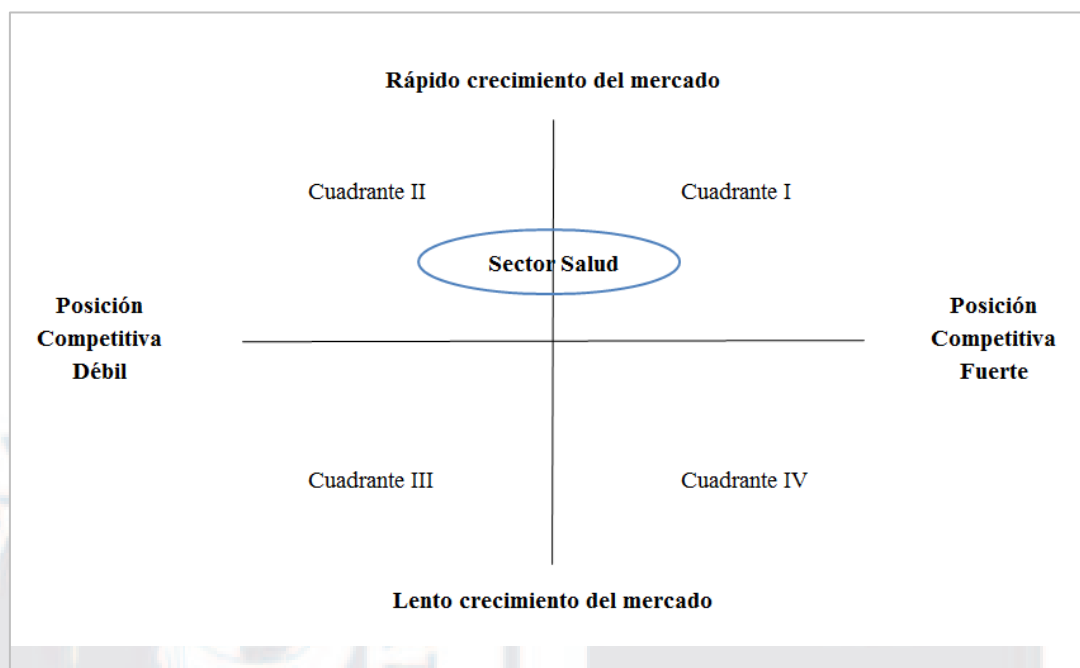 Rápido crecimiento del mercado
Cuadrante II
Cuadrante I
Sector Salud
Posición
Competitiva
Débil
Posición
Competitiva
Fuerte
Cuadrante III
Cuadrante IV
Lento crecimiento del mercado